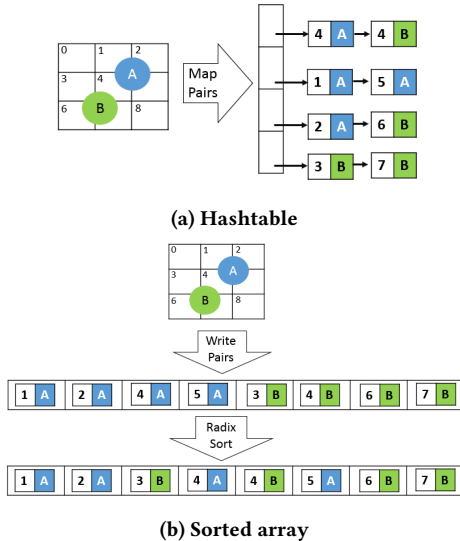 0 1 2
3 4 A
6 B 8
Map
Pairs
4 A 4 B
1 A 5 A
2 A 6 B
3 B 7 B
(a) Hashtable
0 1 2
3 4 A
6 B 8
Write
Pairs
1 A 2 A 4 A 5 A 3 B 4 B 6 B 7 B
Radix
Sort
1 A 2 A 3 B 4 A 4 B 5 A 6 B 7 B
(b) Sorted array